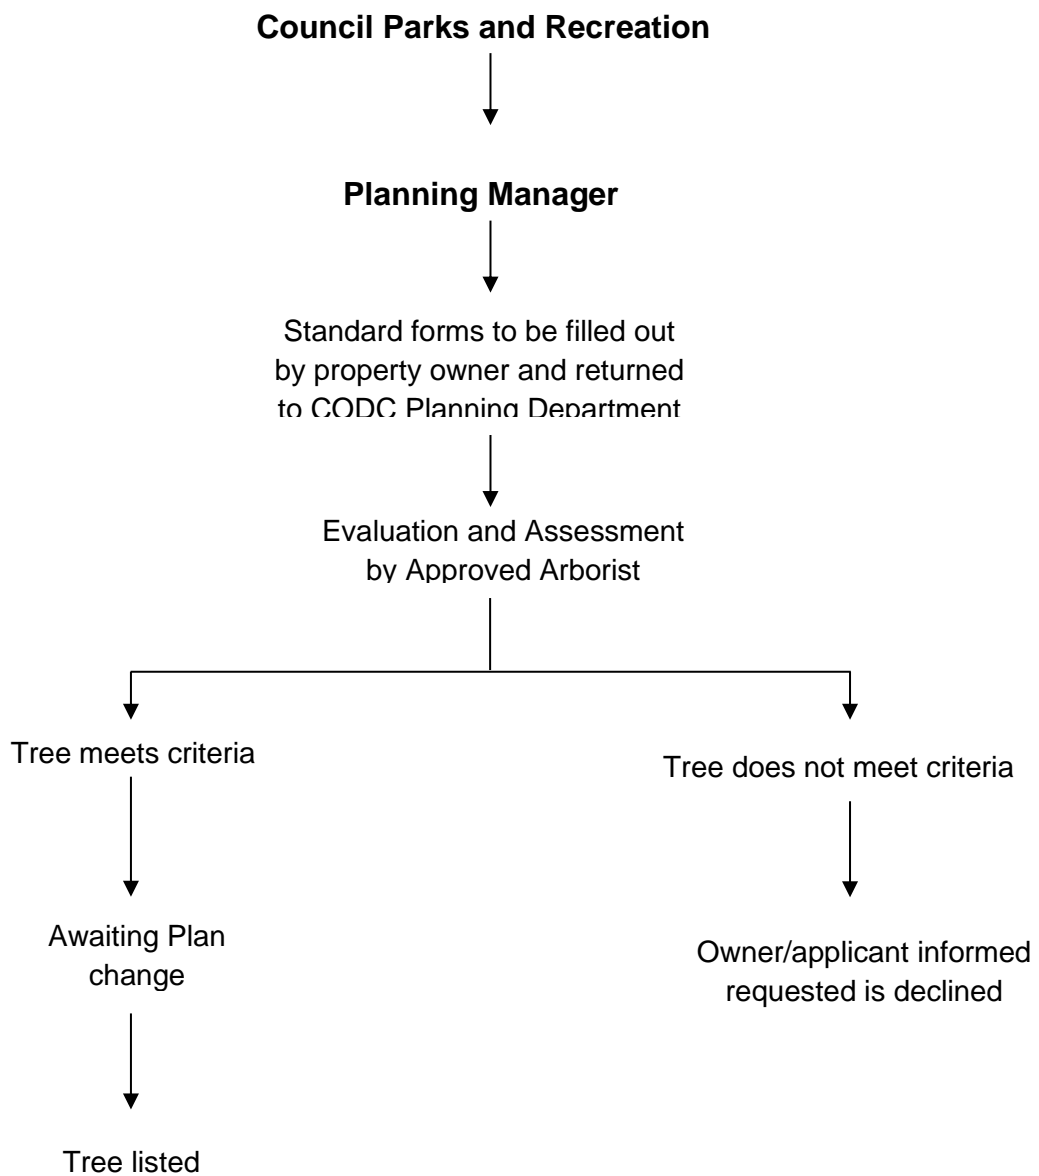 Council Parks and Recreation
Planning Manager
Standard forms to be filled out
by property owner and returned
to CODC Planning Department
Evaluation and Assessment
by Approved Arborist
Tree meets criteria
Tree does not meet criteria
Awaiting Plan
change
Owner/applicant informed
requested is declined
Tree listed